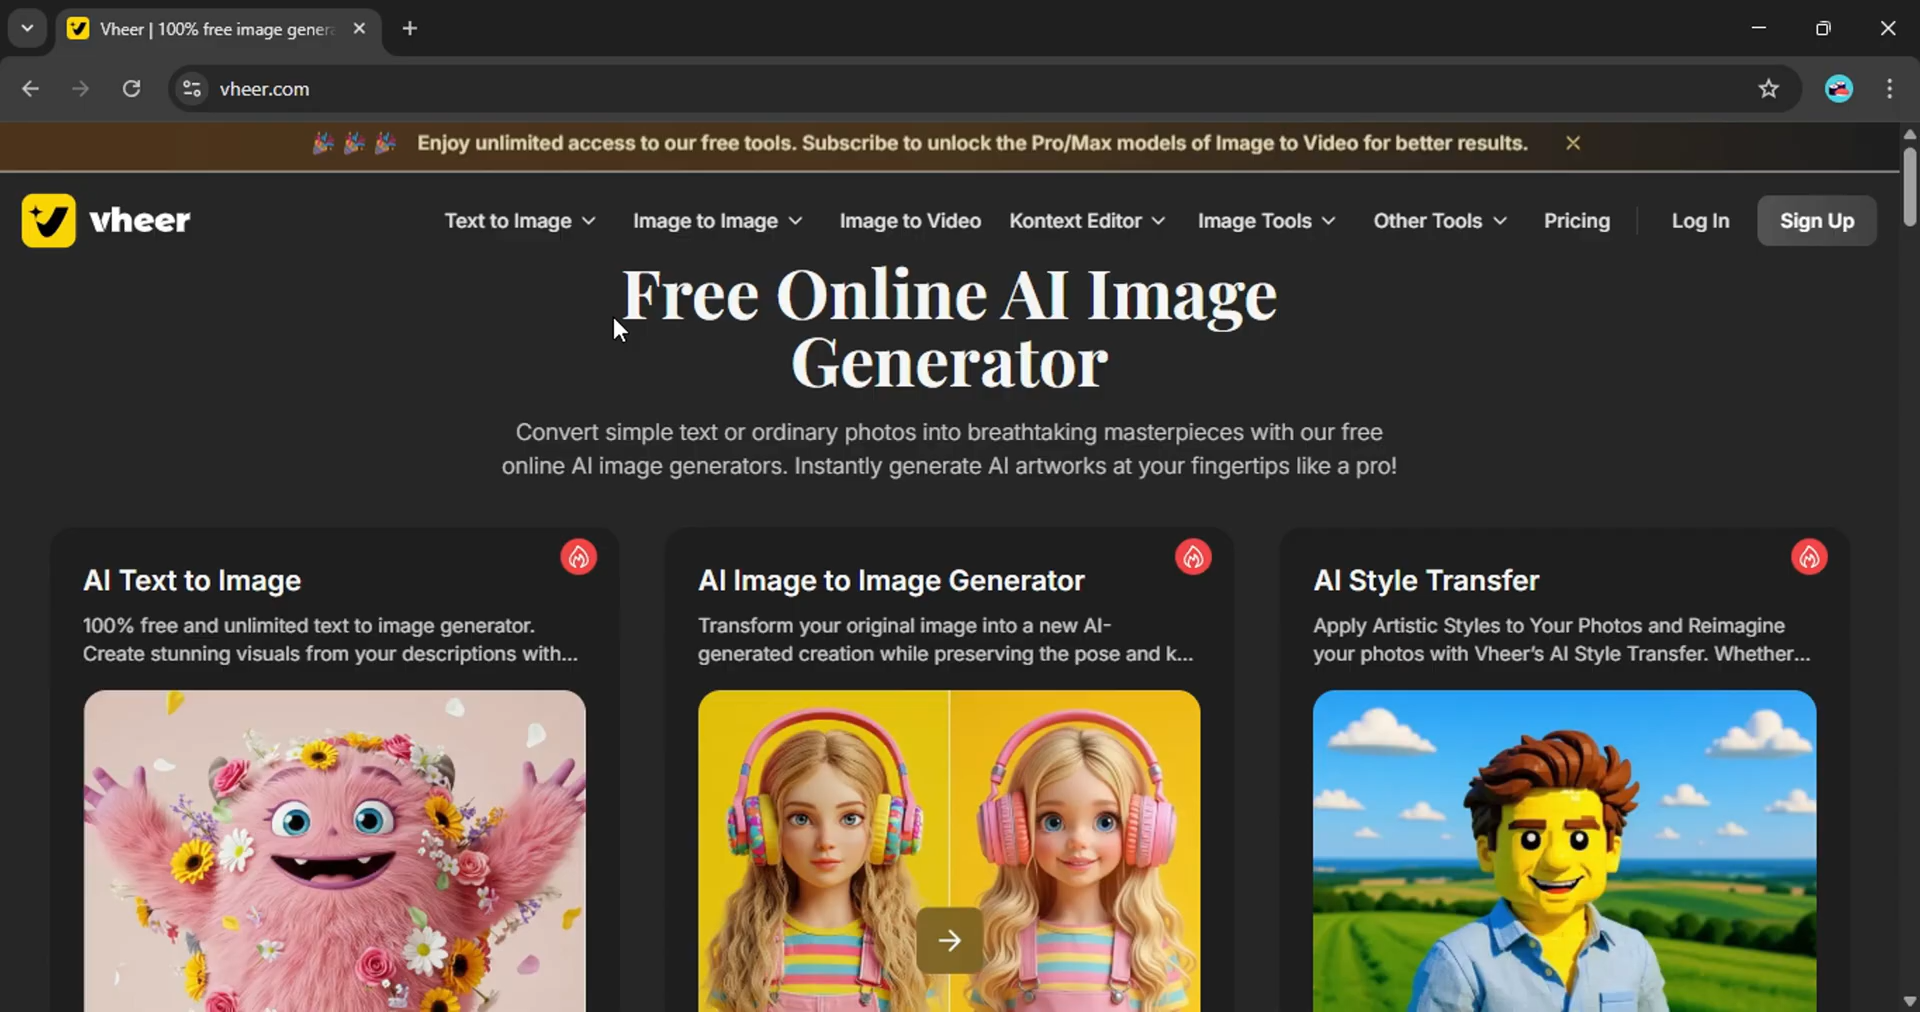 Vheer | 100% free image genera
vheer.com
Enjoy unlimited access to our free tools. Subscribe to unlock the Pro/Max models of Image to Video for better results.
vheer
Text to Image
Image to Image
Image to Video
Kontext Editor
Image Tools
Other Tools
Pricing
Log In
Sign Up
Free Online AI Image
Generator
Convert simple text or ordinary photos into breathtaking masterpieces with our free
online AI image generators. Instantly generate AI artworks at your fingertips like a pro!
AI Text to Image
100% free and unlimited text to image generator.
Create stunning visuals from your descriptions with...
AI Image to Image Generator
Transform your original image into a new AI-
generated creation while preserving the pose and k...
AI Style Transfer
Apply Artistic Styles to Your Photos and Reimagine
your photos with Vheer's AI Style Transfer. Whether...